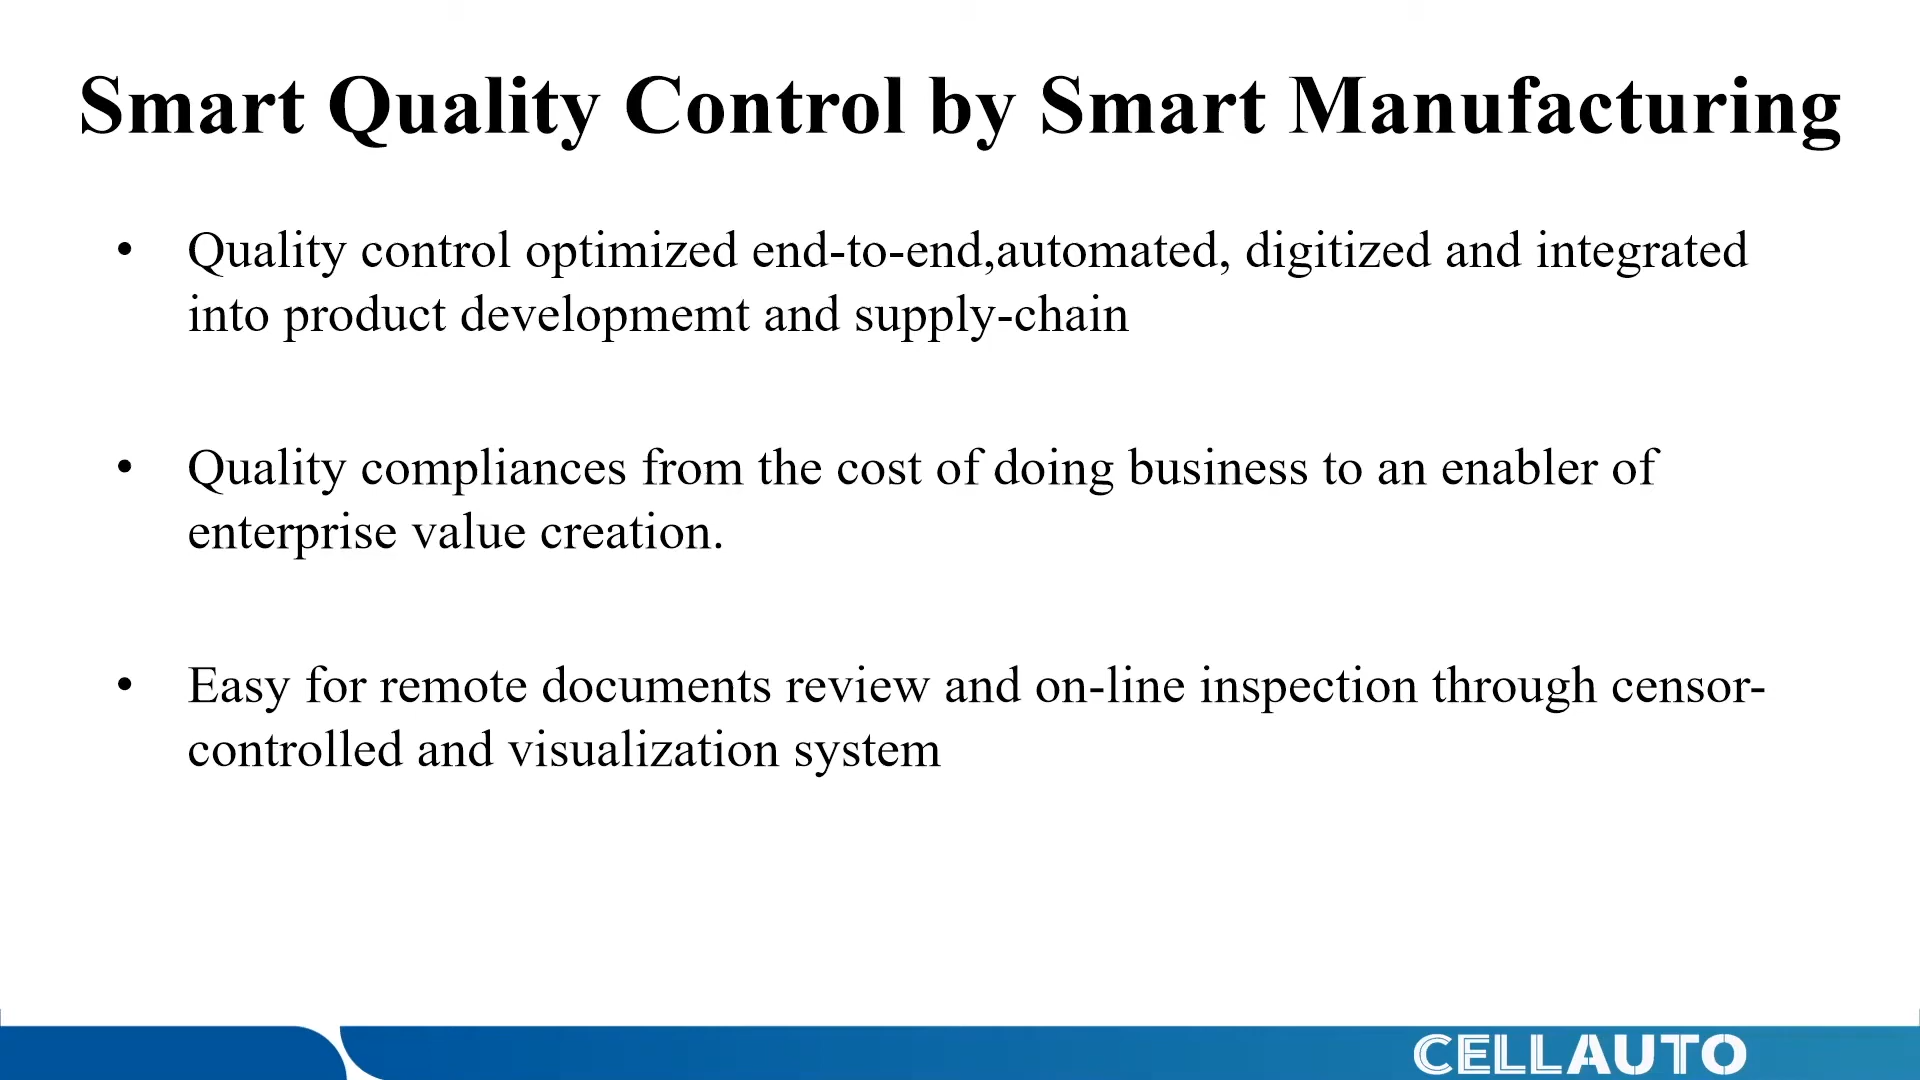 Smart Quality Control by Smart Manufacturing
• Quality control optimized end-to-end,automated, digitized and integrated
into product developmemt and supply-chain
• Quality compliances from the cost of doing business to an enabler of
enterprise value creation.
• Easy for remote documents review and on-line inspection through censor-
controlled and visualization system
CELLAUTO